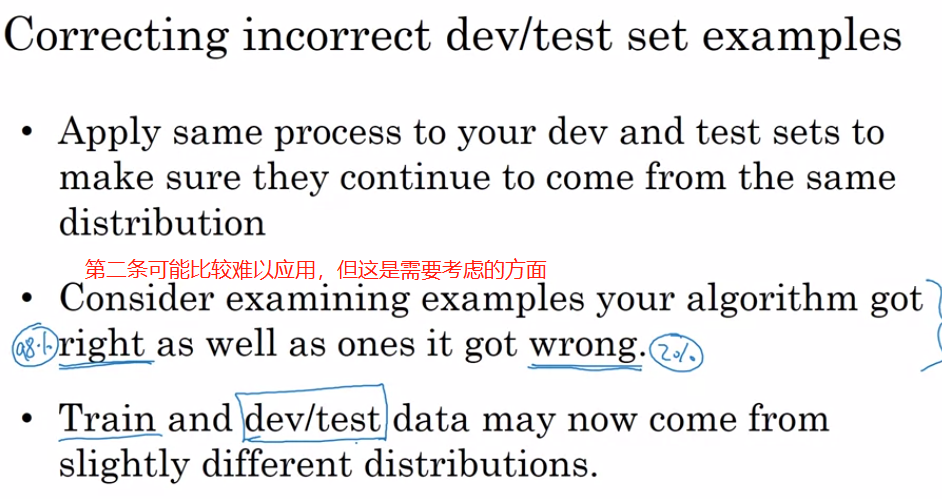 Correcting incorrect dev/test set examples
• Apply same process to your dev and test sets to
make sure they continue to come from the same
distribution
第二条可能比较难以应用，但这是需要考虑的方面
• Consider examining examples your algorithm got
98% right as well as ones it got wrong. 2%
• Train and dev/test data may now come from
slightly different distributions.